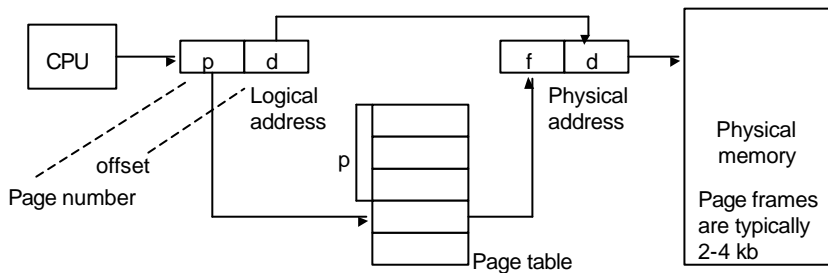 CPU
p d
f d
Logical
address
Physical
address
offset
Page number
p
Page table
Physical
memory
Page frames
are typically
2-4 kb